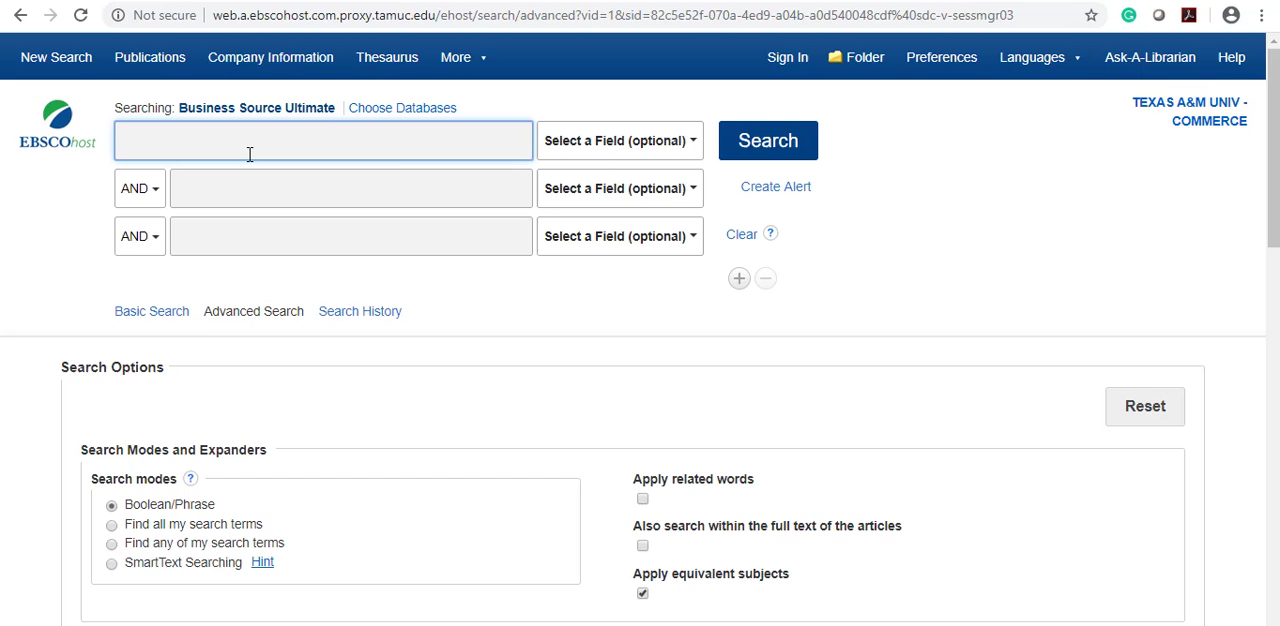 Not secure web.a.ebscohost.com.proxy.tamuc.edu/ehost/search/advanced?vid=1&sid=82c5e52f-070a-4ed9-a04b-a0d540048cdf%40sdc-v-sessmgr03
New Search Publications Company Information Thesaurus More Sign In Folder Preferences Languages Ask-A-Librarian Help
Searching: Business Source Ultimate Choose Databases
TEXAS A&M UNIV -
COMMERCE
EBSCOhost
Select a Field (optional) Search
AND Select a Field (optional) Create Alert
AND Select a Field (optional) Clear ?
Basic Search Advanced Search Search History
Search Options
Reset
Search Modes and Expanders
Search modes ?
Boolean/Phrase
Find all my search terms
Find any of my search terms
SmartText Searching Hint
Apply related words
Also search within the full text of the articles
Apply equivalent subjects